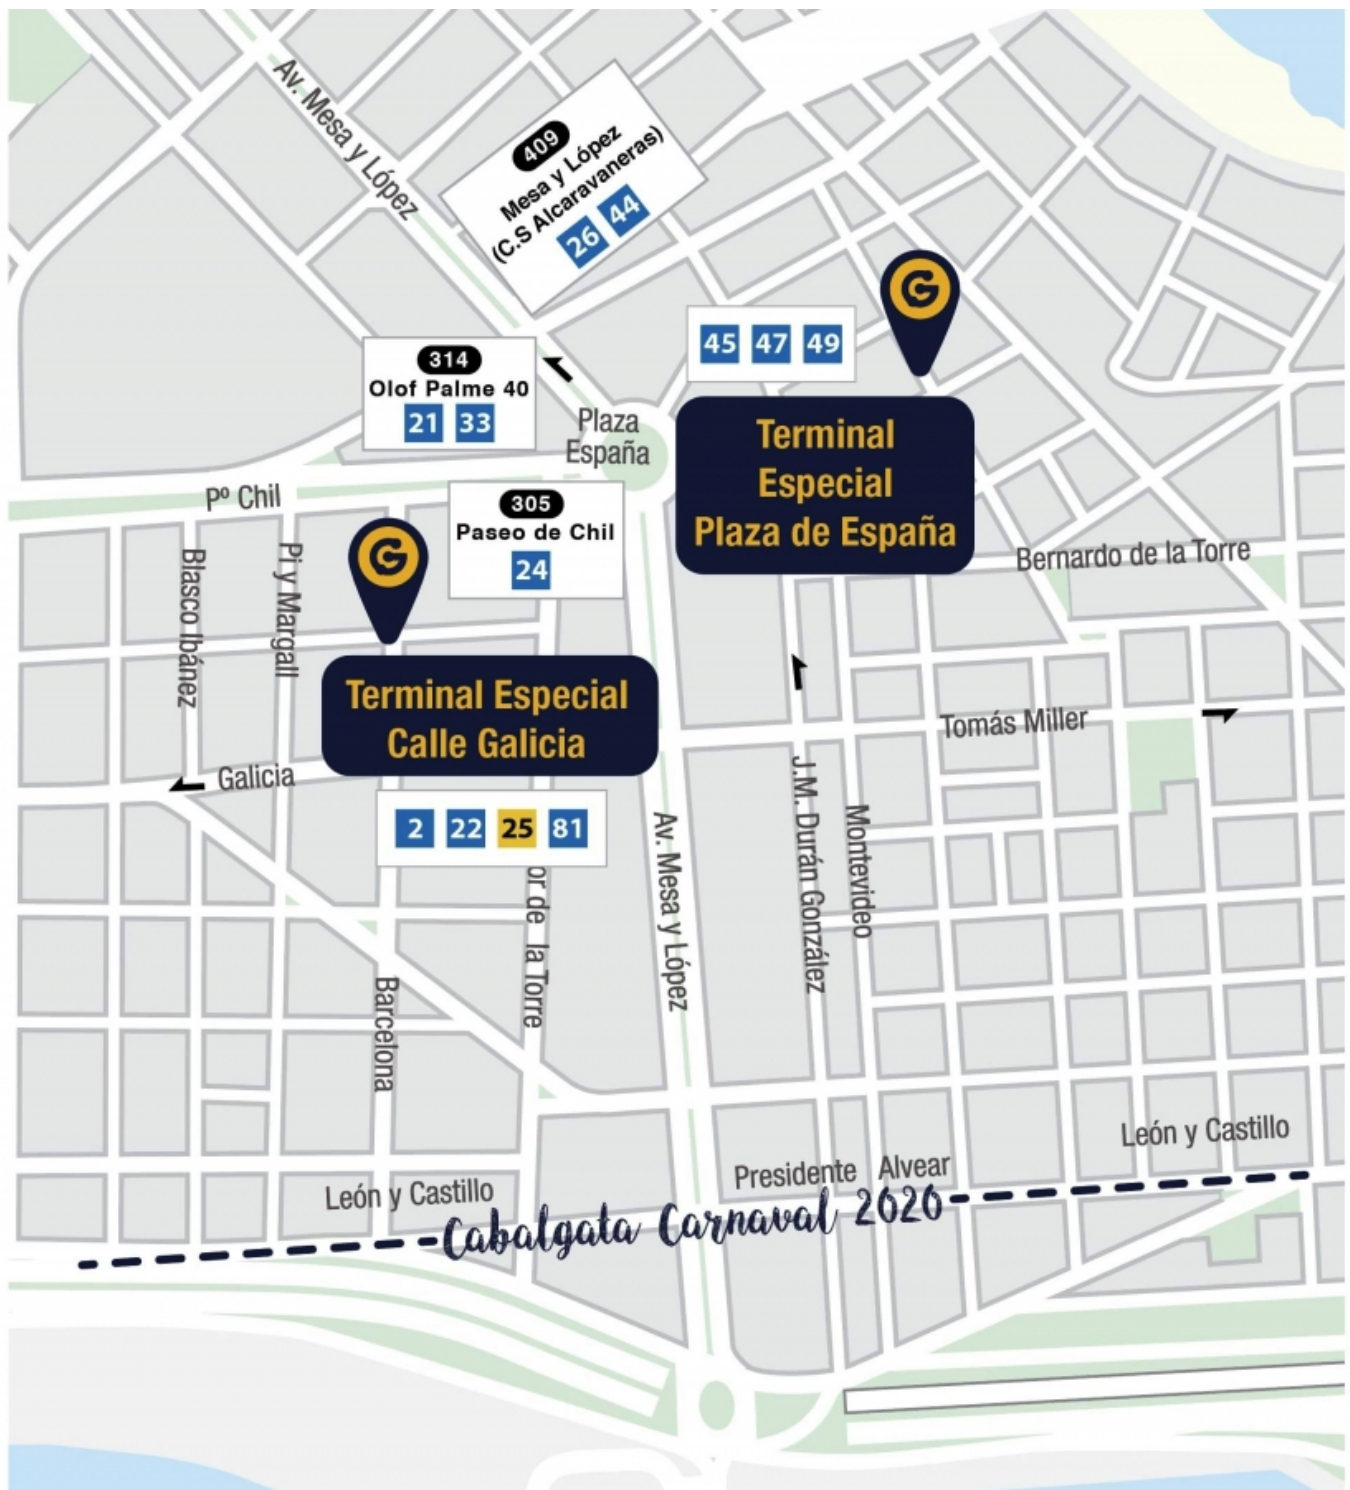 Av. Mesa y López
409
Mesa y López
(C.S Alcaravaneras)
26 44
45 47 49
G
314
Olof Palme 40
21 33
Plaza
España
Terminal
Especial
Plaza de España
Pº Chil
305
Paseo de Chil
24
G
Bernardo de la Torre
Blasco Ibánez
Pi y Margall
Terminal Especial
Calle Galicia
Tomás Miller
Galicia
2 22 25 81
or de la Torre
Av. Mesa y López
J.M. Durán González
Montevideo
Barcelona
León y Castillo
Presidente Alvear
León y Castillo
Cabalgata Carnaval 2020